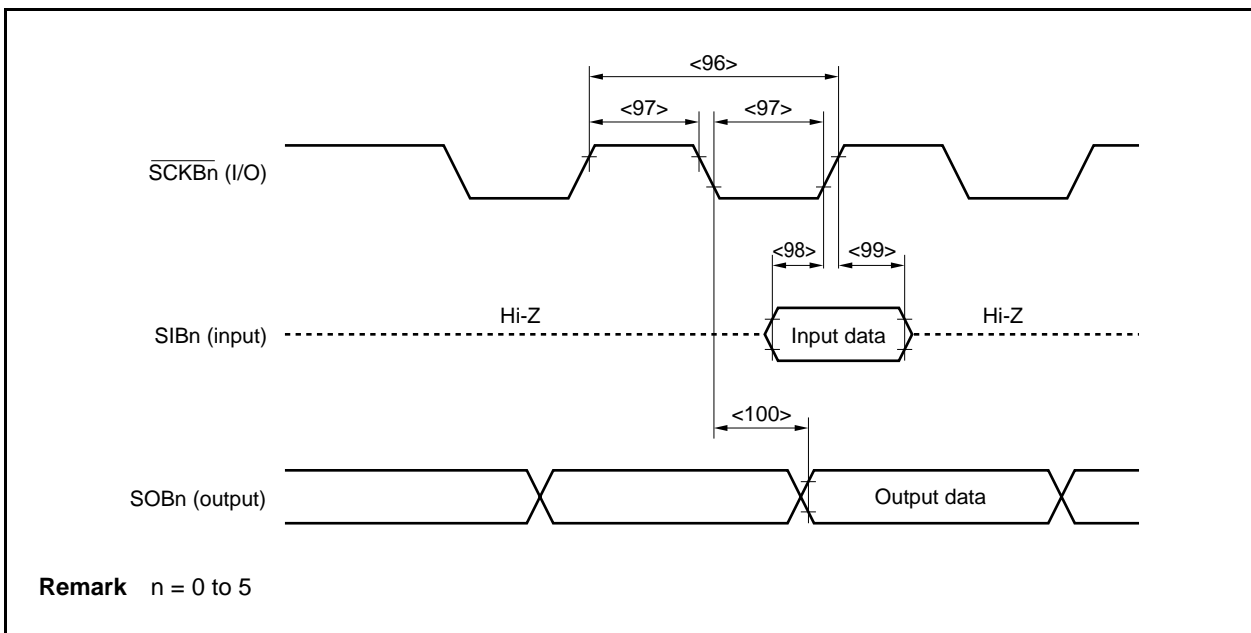 <96>
<97> <97>
SCKBn (I/O)
<98> <99>
Hi-Z Hi-Z
SIBn (input) Input data
<100>
SOBn (output) Output data
Remark n = 0 to 5